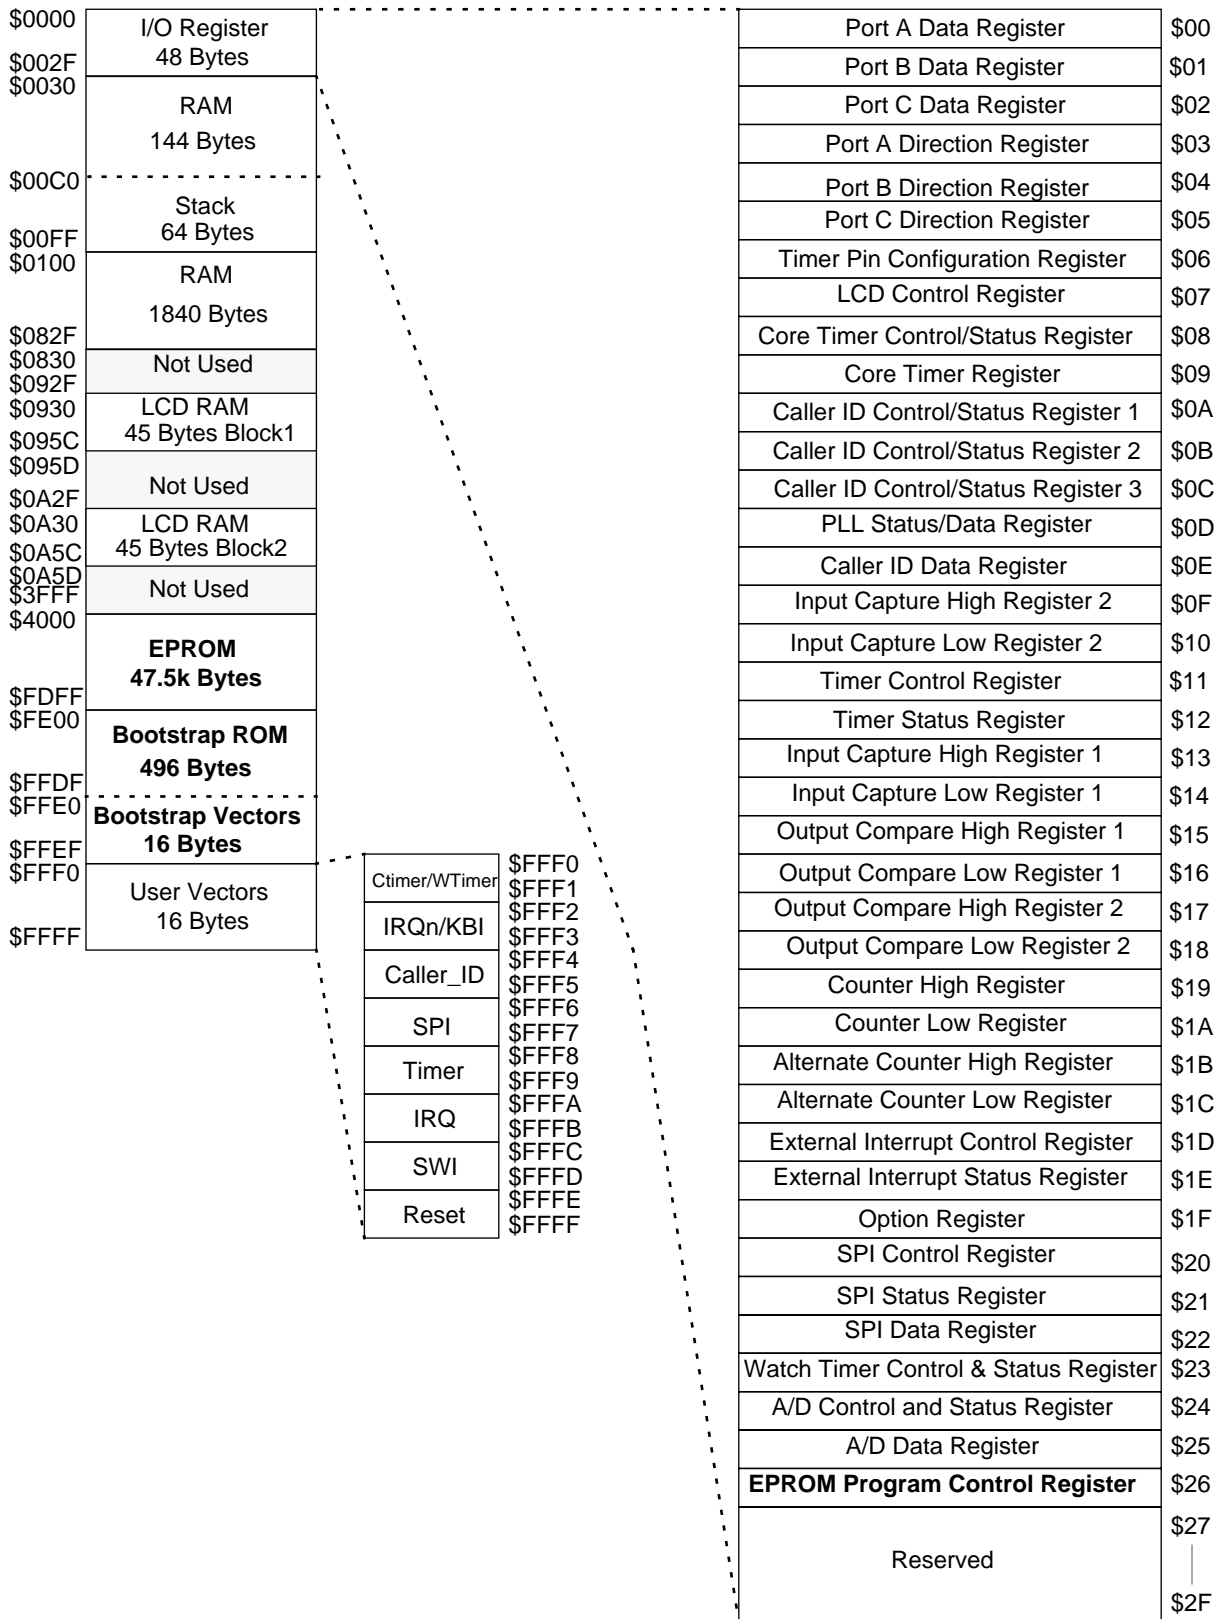 $0000
I/O Register
48 Bytes
$002F
$0030
RAM
144 Bytes
$00C0
Stack
64 Bytes
$00FF
$0100
RAM
1840 Bytes
$082F
$0830
Not Used
$092F
$0930
LCD RAM
45 Bytes Block1
$095C
$095D
Not Used
$0A2F
$0A30
LCD RAM
45 Bytes Block2
$0A5C
$0A5D
Not Used
$3FFF
$4000
EPROM
47.5k Bytes
$FDFF
$FE00
Bootstrap ROM
496 Bytes
$FFDF
$FFE0
Bootstrap Vectors
16 Bytes
$FFEF
$FFF0
User Vectors
16 Bytes
$FFFF
Ctimer/WTimer
$FFF0
$FFF1
IRQn/KBI
$FFF2
$FFF3
Caller_ID
$FFF4
$FFF5
SPI
$FFF6
$FFF7
Timer
$FFF8
$FFF9
IRQ
$FFFA
$FFFB
SWI
$FFFC
$FFFD
Reset
$FFFE
$FFFF
Port A Data Register $00
Port B Data Register $01
Port C Data Register $02
Port A Direction Register $03
Port B Direction Register $04
Port C Direction Register $05
Timer Pin Configuration Register $06
LCD Control Register $07
Core Timer Control/Status Register $08
Core Timer Register $09
Caller ID Control/Status Register 1 $0A
Caller ID Control/Status Register 2 $0B
Caller ID Control/Status Register 3 $0C
PLL Status/Data Register $0D
Caller ID Data Register $0E
Input Capture High Register 2 $0F
Input Capture Low Register 2 $10
Timer Control Register $11
Timer Status Register $12
Input Capture High Register 1 $13
Input Capture Low Register 1 $14
Output Compare High Register 1 $15
Output Compare Low Register 1 $16
Output Compare High Register 2 $17
Output Compare Low Register 2 $18
Counter High Register $19
Counter Low Register $1A
Alternate Counter High Register $1B
Alternate Counter Low Register $1C
External Interrupt Control Register $1D
External Interrupt Status Register $1E
Option Register $1F
SPI Control Register $20
SPI Status Register $21
SPI Data Register $22
Watch Timer Control & Status Register $23
A/D Control and Status Register $24
A/D Data Register $25
EPROM Program Control Register $26
$27
Reserved
$2F